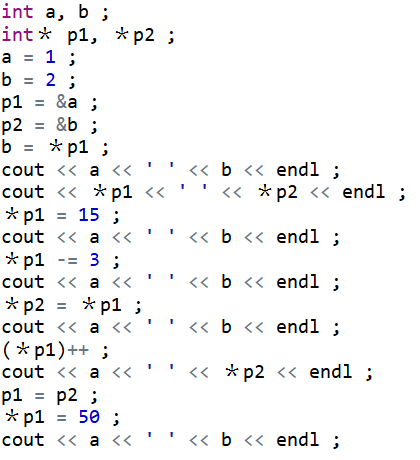 int a, b ;
int* p1, *p2 ;
a = 1 ;
b = 2 ;
p1 = &a ;
p2 = &b ;
b = *p1 ;
cout << a << ' ' << b << endl ;
cout << *p1 << ' ' << *p2 << endl ;
*p1 = 15 ;
cout << a << ' ' << b << endl ;
*p1 -= 3 ;
cout << a << ' ' << b << endl ;
*p2 = *p1 ;
cout << a << ' ' << b << endl ;
(*p1)++ ;
cout << a << ' ' << *p2 << endl ;
p1 = p2 ;
*p1 = 50 ;
cout << a << ' ' << b << endl ;